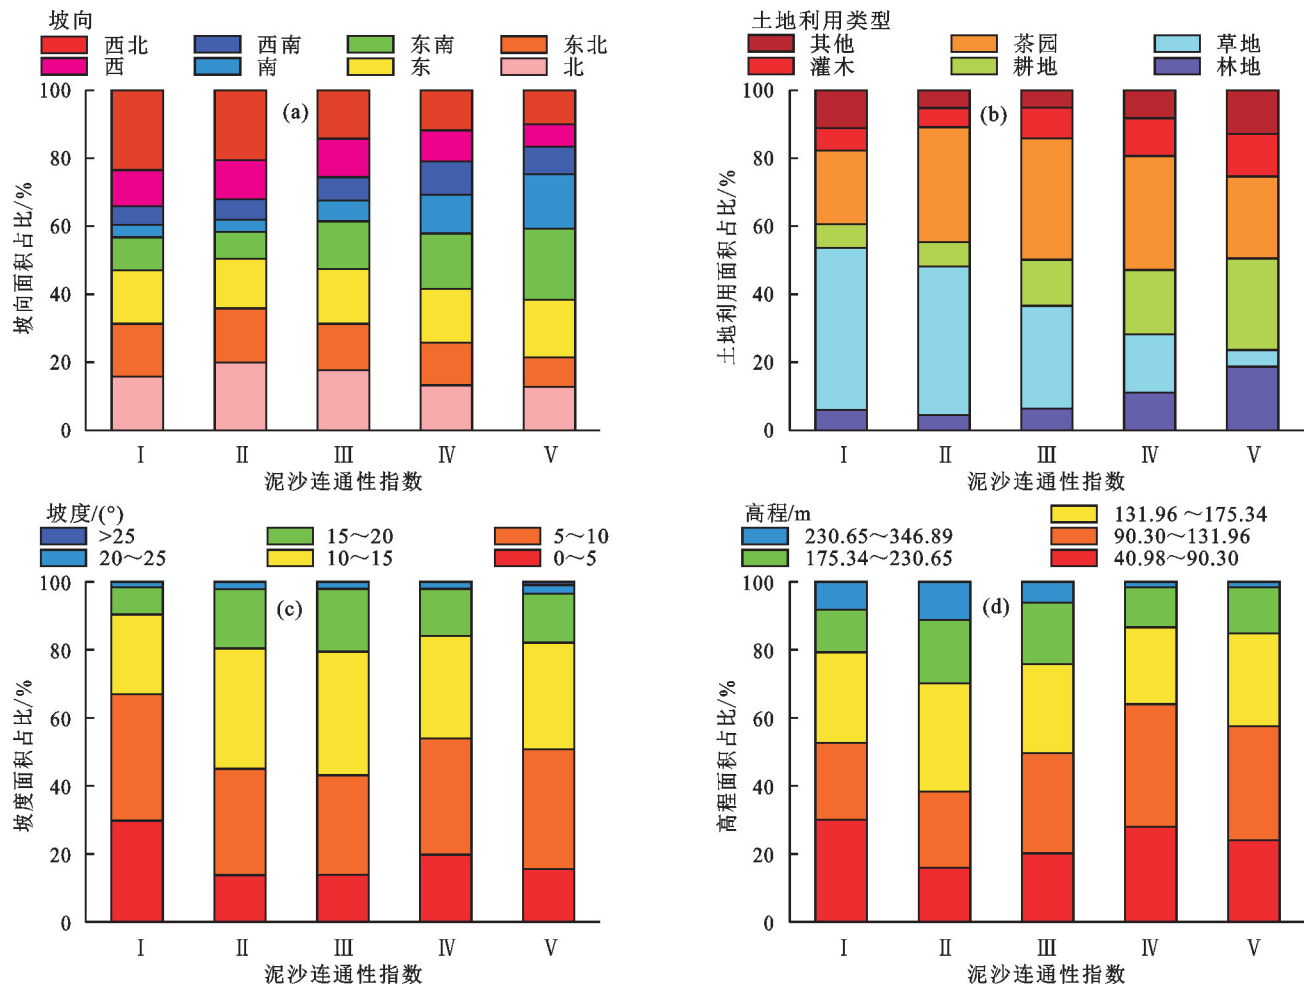 坡向
西北 西南 东南 东北
西 南 东 北
100
80
60
40
20
0
坡向面积占比/%
(a)
Ⅰ Ⅱ Ⅲ Ⅳ Ⅴ
泥沙连通性指数
土地利用类型
其他 茶园 草地
灌木 耕地 林地
100
80
60
40
20
0
土地利用面积占比/%
(b)
Ⅰ Ⅱ Ⅲ Ⅳ Ⅴ
泥沙连通性指数
坡度/(°)
>25 15～20 5～10
20～25 10～15 0～5
100
80
60
40
20
0
坡度面积占比/%
(c)
Ⅰ Ⅱ Ⅲ Ⅳ Ⅴ
泥沙连通性指数
高程/m
131.96～175.34
230.65～346.89 90.30～131.96
175.34～230.65 40.98～90.30
100
80
60
40
20
0
高程面积占比/%
(d)
Ⅰ Ⅱ Ⅲ Ⅳ Ⅴ
泥沙连通性指数